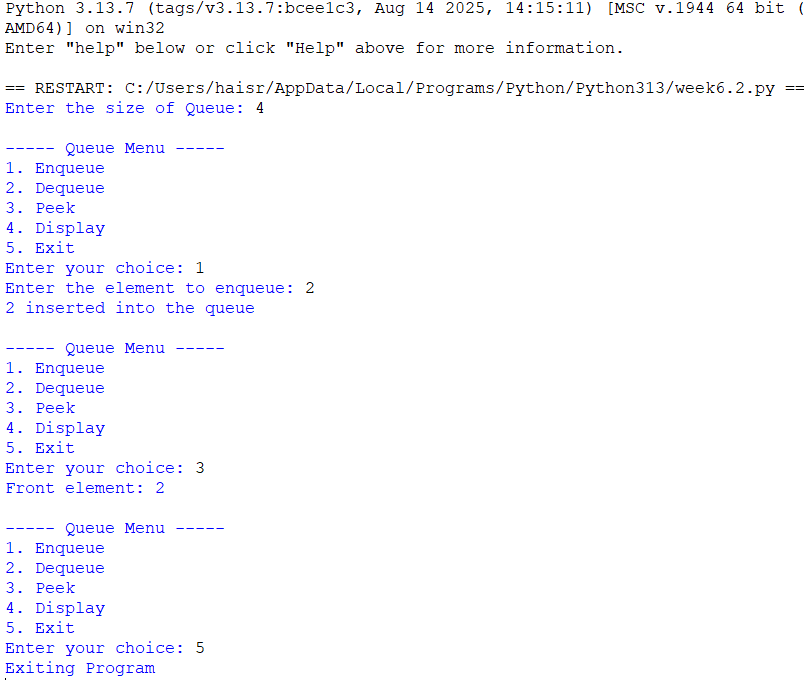 Python 3.13.7 (tags/v3.13.7:bcee1c3, Aug 14 2025, 14:15:11) [MSC v.1944 64 bit (
AMD64)] on win32
Enter "help" below or click "Help" above for more information.
== RESTART: C:/Users/haisr/AppData/Local/Programs/Python/Python313/week6.2.py ==
Enter the size of Queue: 4
----- Queue Menu -----
1. Enqueue
2. Dequeue
3. Peek
4. Display
5. Exit
Enter your choice: 1
Enter the element to enqueue: 2
2 inserted into the queue
----- Queue Menu -----
1. Enqueue
2. Dequeue
3. Peek
4. Display
5. Exit
Enter your choice: 3
Front element: 2
----- Queue Menu -----
1. Enqueue
2. Dequeue
3. Peek
4. Display
5. Exit
Enter your choice: 5
Exiting Program